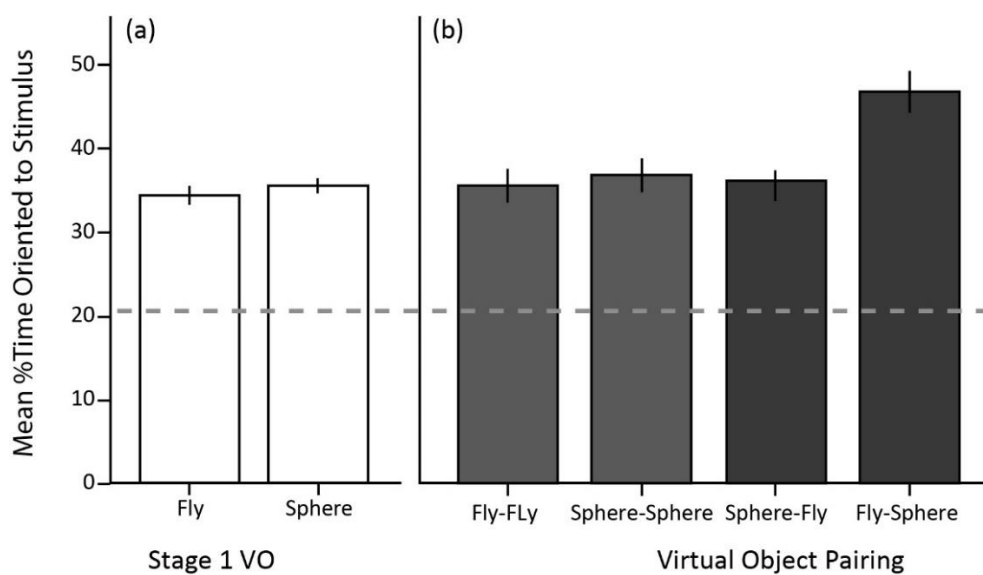 (a)
(b)
Mean %Time Oriented to Stimulus
50
40
30
20
10
0
Fly
Sphere
Fly-FLy
Sphere-Sphere
Sphere-Fly
Fly-Sphere
Stage 1 VO
Virtual Object Pairing